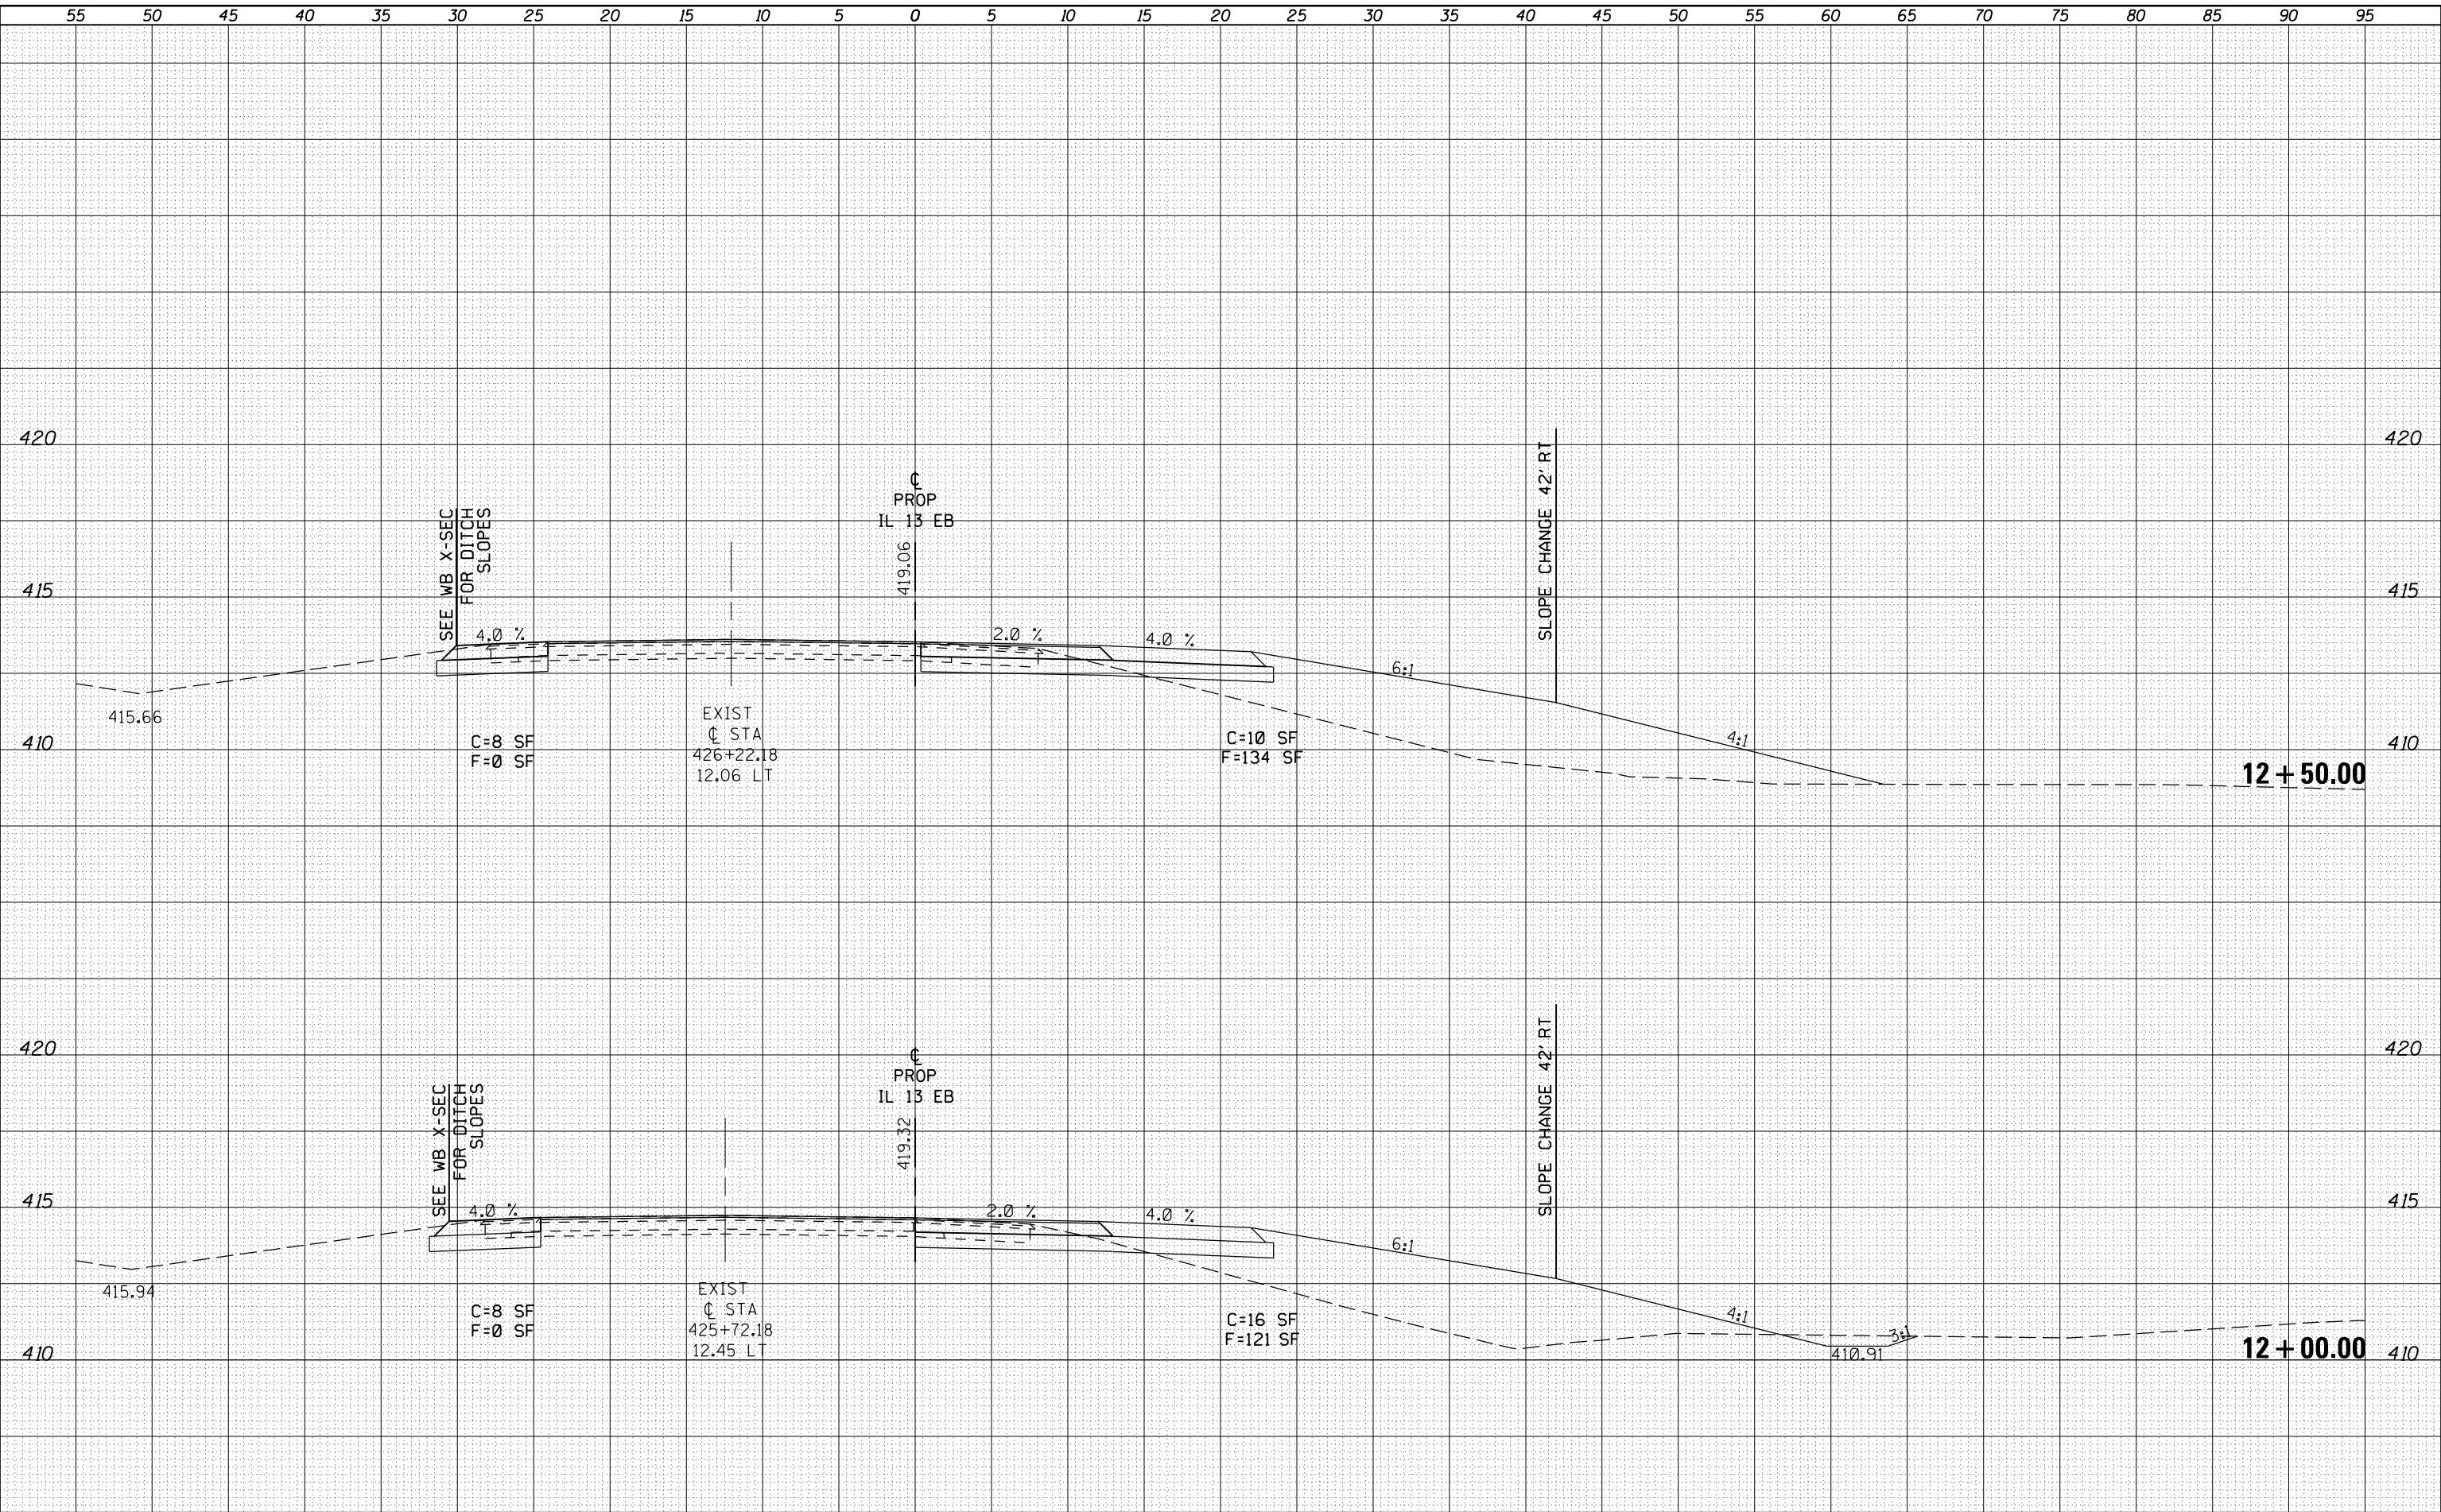 55 50 45 40 35 30 25 20 15 10 5 0 5 10 15 20 25 30 35 40 45 50 55 60 65 70 75 80 85 90 95
420
420
SLOPE CHANGE 42' RT
℄
PROP
IL 13 EB
419.06
SEE WB X-SEC
FOR DITCH
SLOPES
415
415
4.0 %
2.0 %
4.0 %
6:1
415.66
EXIST
℄ STA
426+22.18
12.06 LT
C=8 SF
F=0 SF
C=10 SF
F=134 SF
4:1
410
410
12+50.00
420
420
SLOPE CHANGE 42' RT
℄
PROP
IL 13 EB
419.32
SEE WB X-SEC
FOR DITCH
SLOPES
415
415
4.0 %
2.0 %
4.0 %
6:1
415.94
EXIST
℄ STA
425+72.18
12.45 LT
C=8 SF
F=0 SF
C=16 SF
F=121 SF
4:1
3:1
410.91
410
12+00.00
410